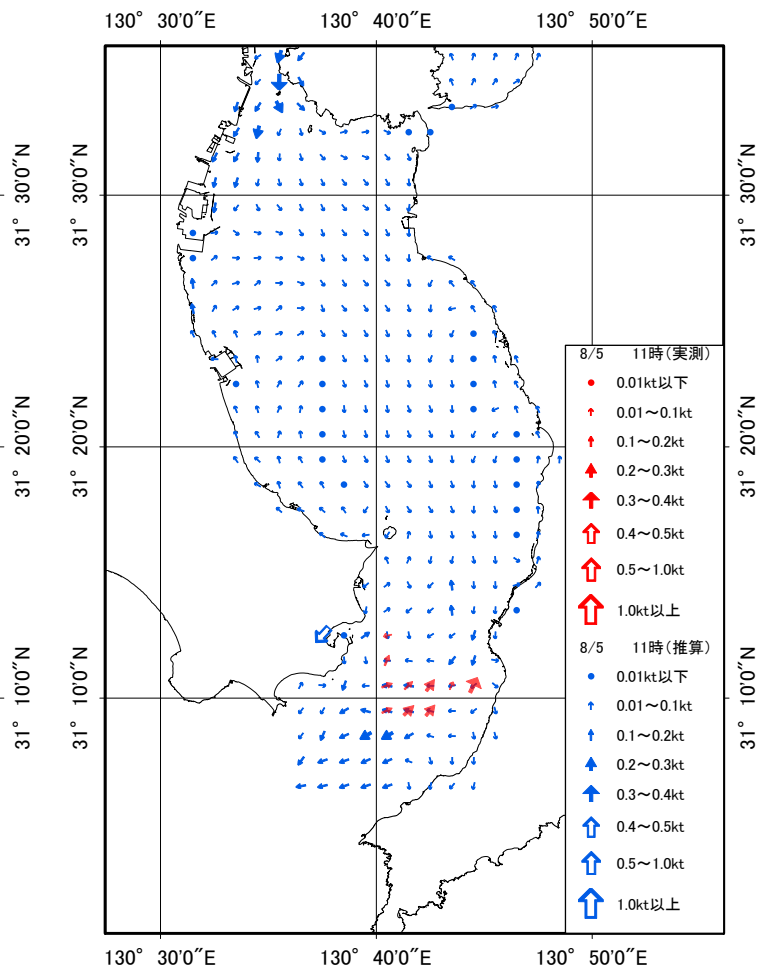 130° 30′0″E 130° 40′0″E 130° 50′0″E
31° 30′0″N
31° 30′0″N
31° 20′0″N
31° 20′0″N
31° 10′0″N
31° 10′0″N
8/5 11時(実測)
0.01kt以下
0.01～0.1kt
0.1～0.2kt
0.2～0.3kt
0.3～0.4kt
0.4～0.5kt
0.5～1.0kt
1.0kt以上
8/5 11時(推算)
0.01kt以下
0.01～0.1kt
0.1～0.2kt
0.2～0.3kt
0.3～0.4kt
0.4～0.5kt
0.5～1.0kt
1.0kt以上
130° 30′0″E 130° 40′0″E 130° 50′0″E